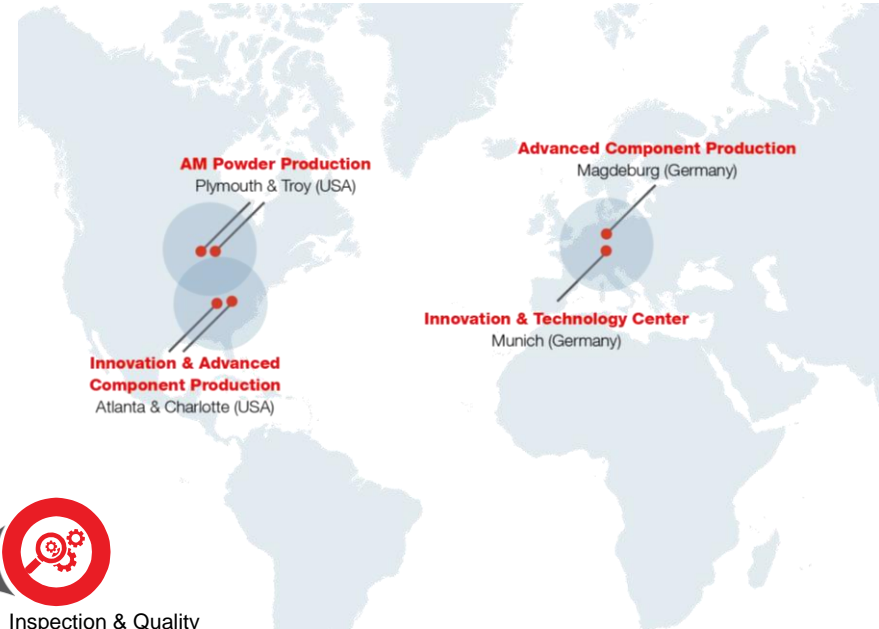 Advanced Component Production
Magdeburg (Germany)
AM Powder Production
Plymouth & Troy (USA)
Innovation & Technology Center
Munich (Germany)
Innovation & Advanced
Component Production
Atlanta & Charlotte (USA)
Inspection & Quality